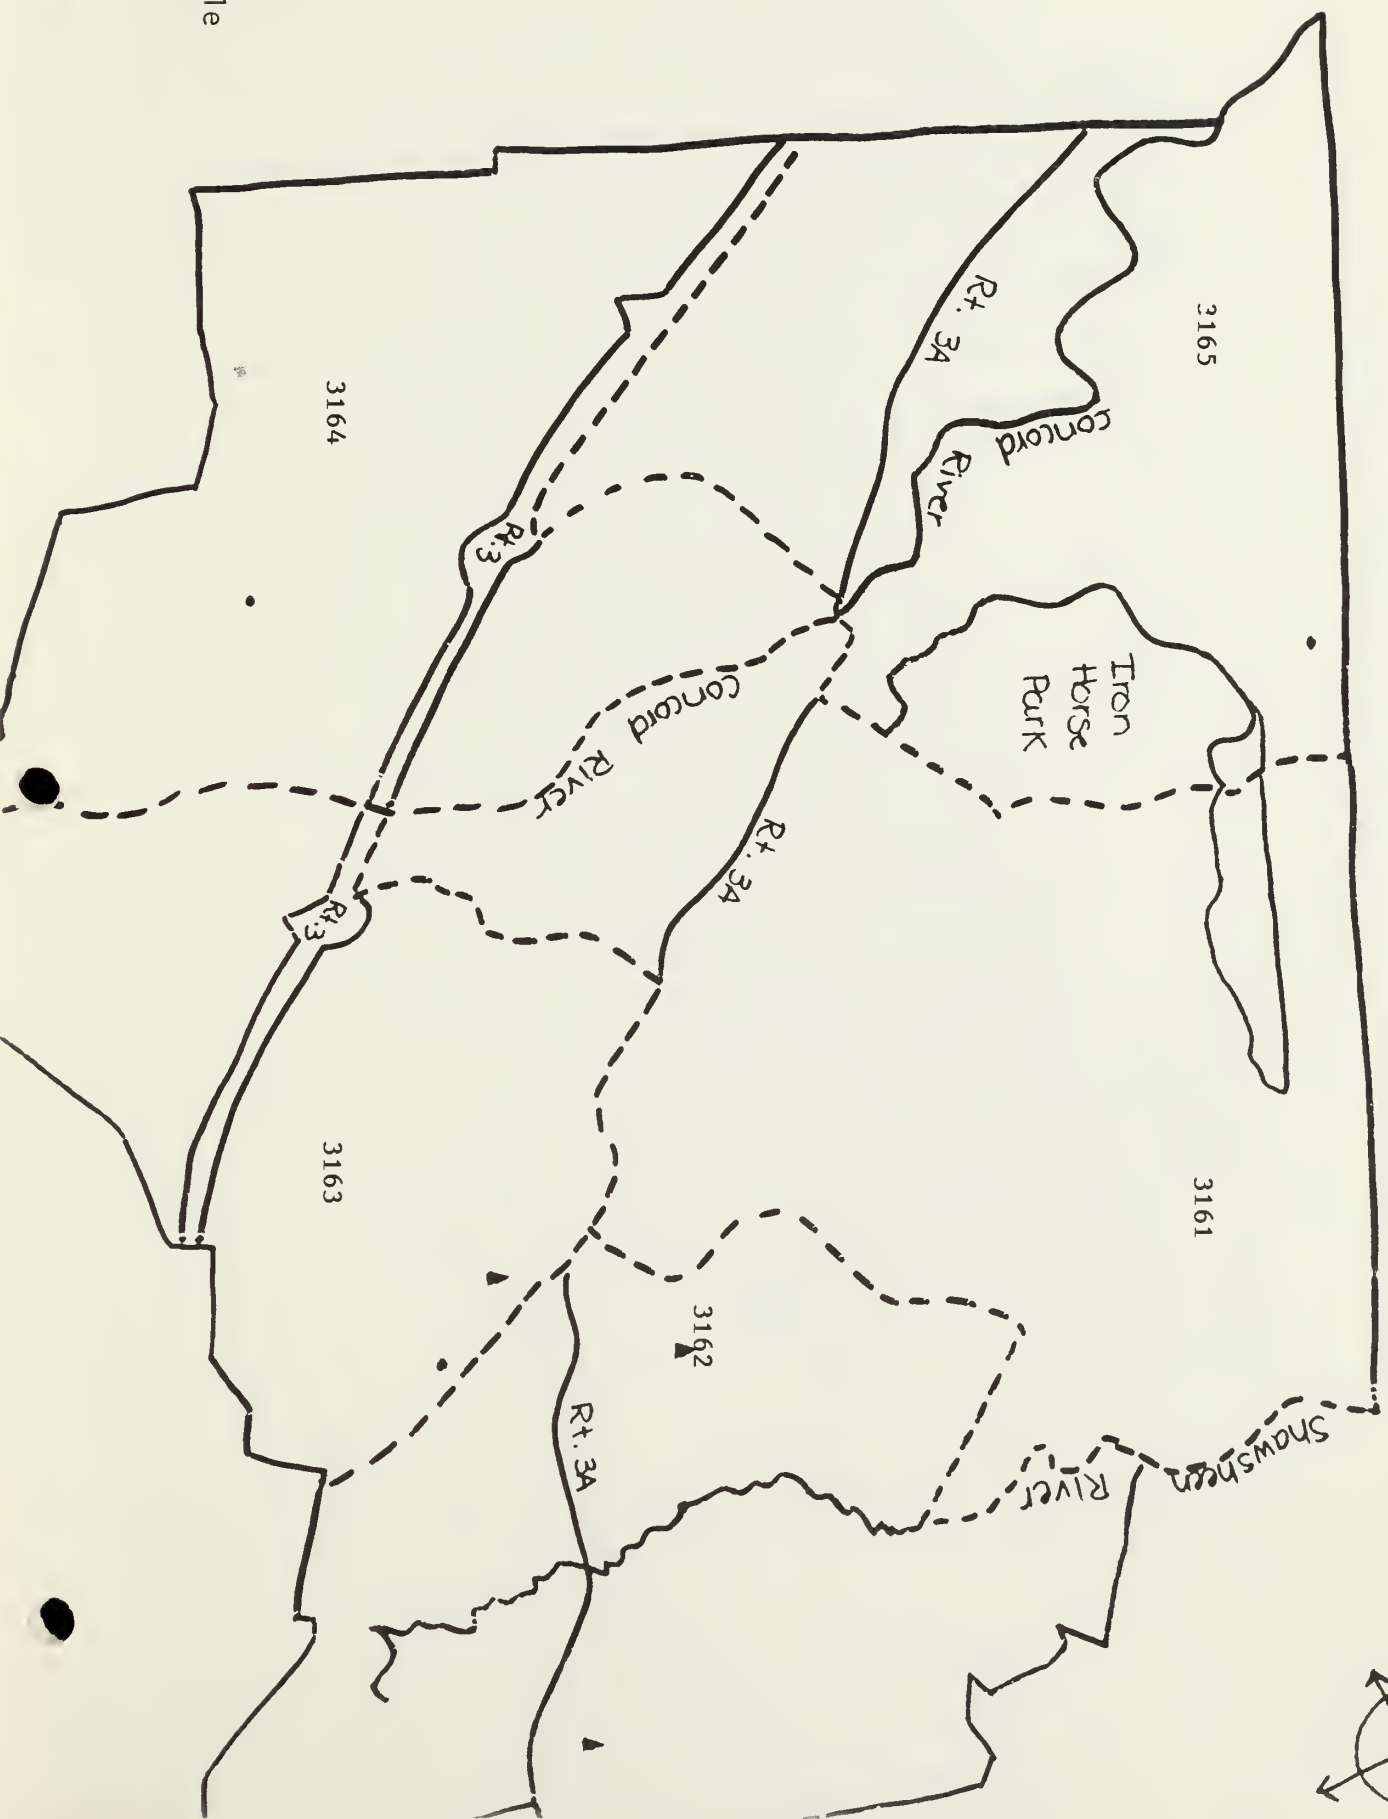 le
3165
Rt. 3A
Concord
River
3164
Rt. 3
Iron
Horse
Park
Concord
River
Rt. 3A
Rt. 3
3161
3163
3162
Rt. 3A
Shawsheen
River